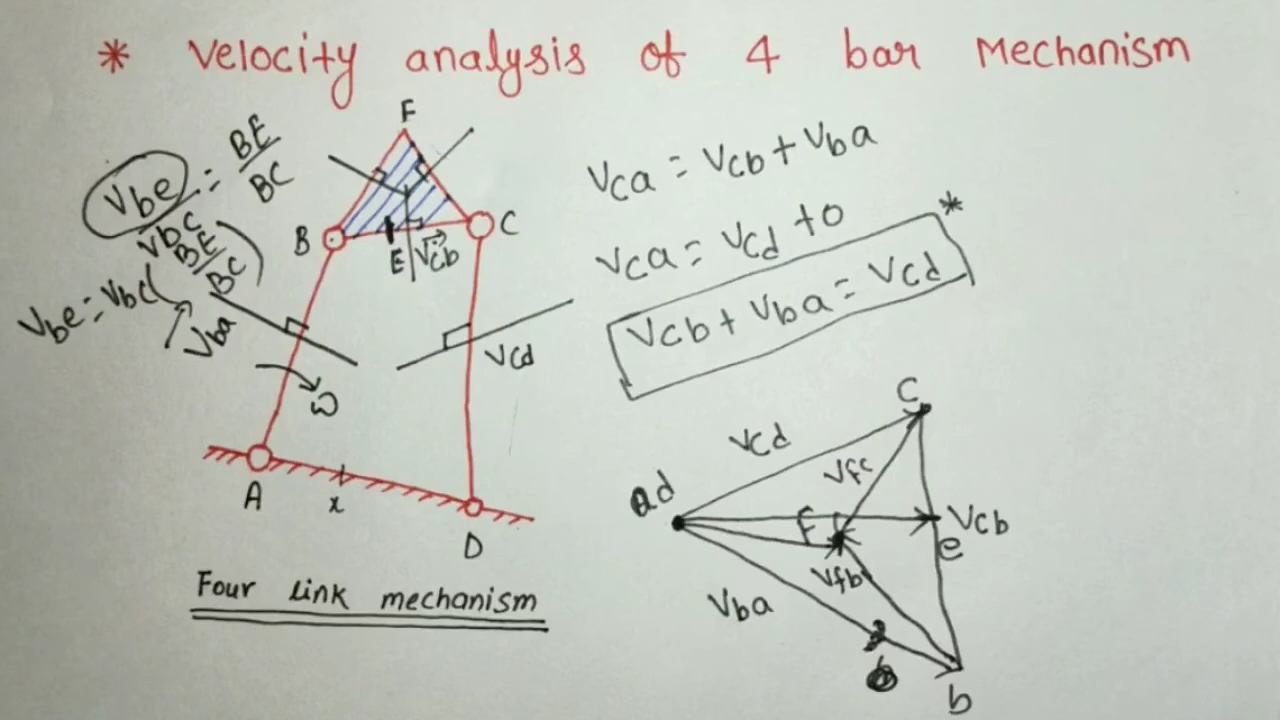 * Velocity analysis of 4 bar Mechanism
F
Vbe/Vbc = BE/BC
B
C
E
Vcb
Vbe = Vbc(BE/BC)
Vba
Vcd
ω
A
x
D
Four link mechanism
Vca = Vcb + Vba
Vca = Vcd + 0
*
Vcb + Vba = Vcd
C
Vcd
Vfc
ad
F
Vcb
e
Vfb
Vba
b